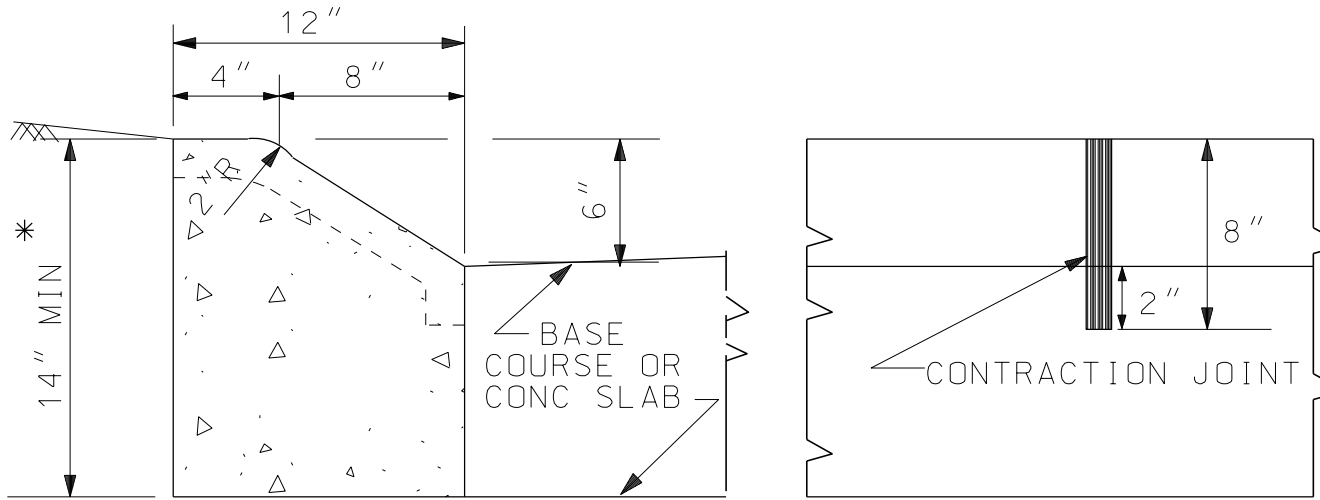 12"
4"
8"
2"R
6"
14" MIN *
BASE
COURSE OR
CONC SLAB
8"
2"
CONTRACTION JOINT